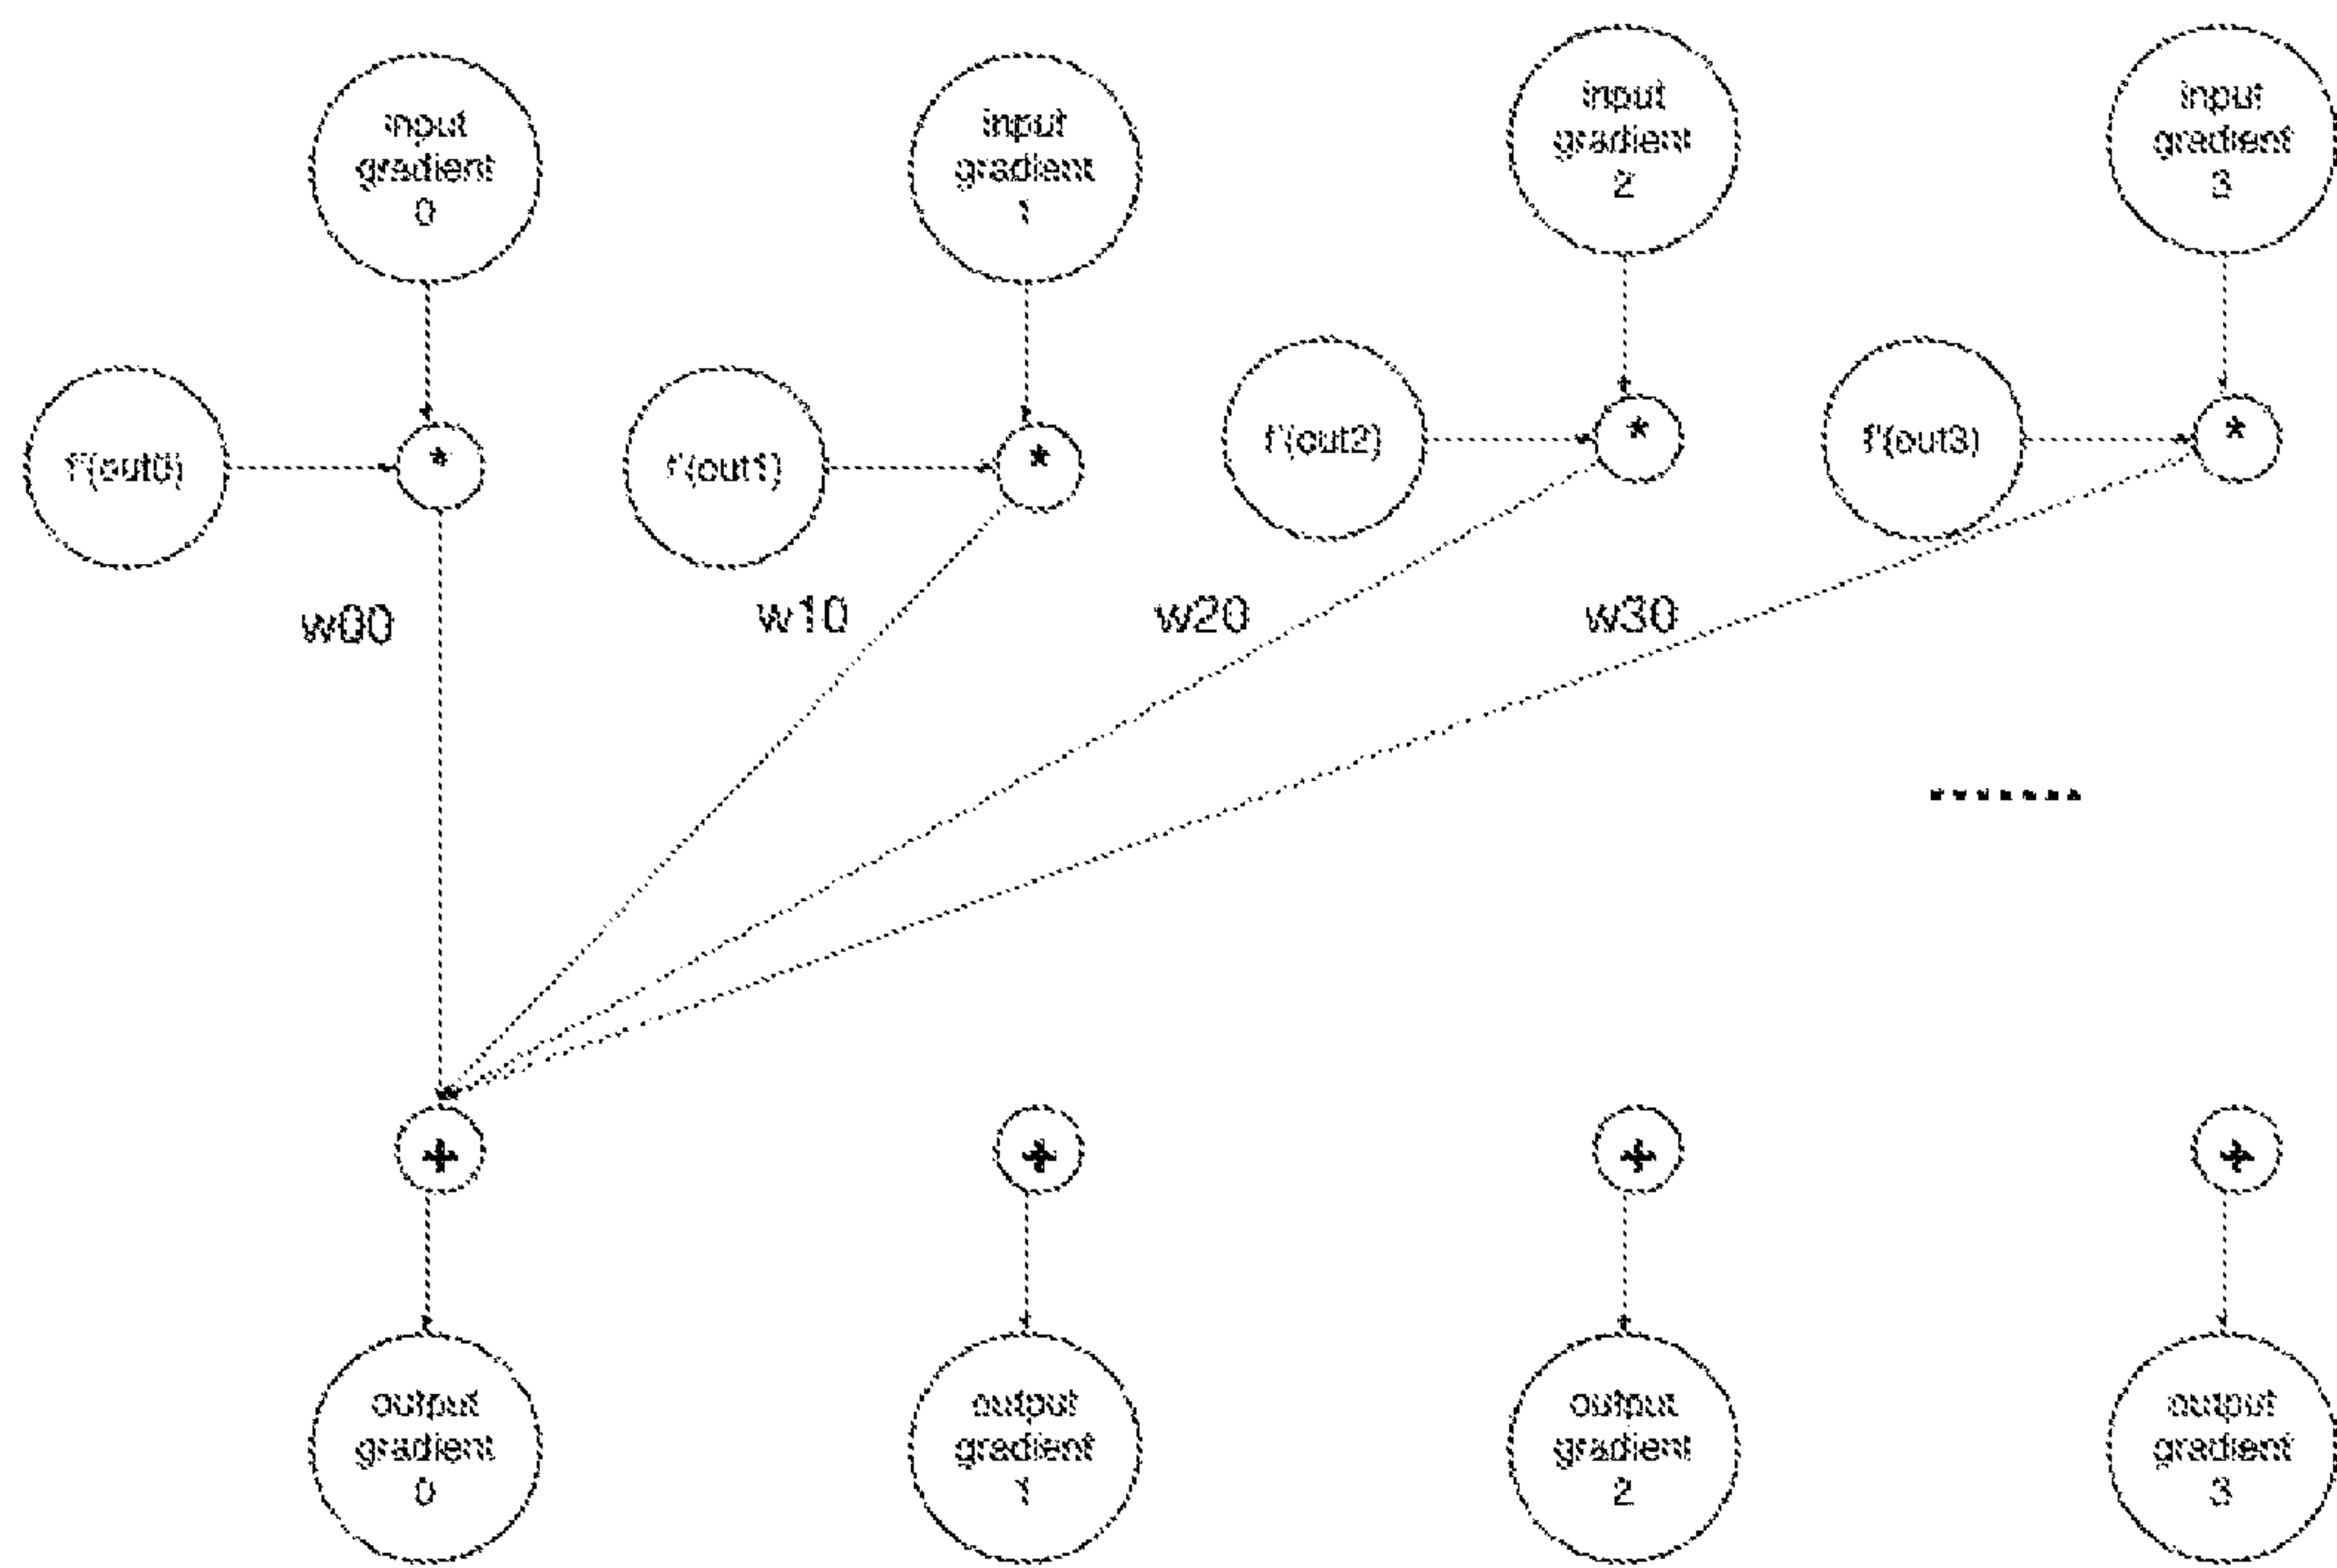 input
gradient
0
input
gradient
1
input
gradient
2
input
gradient
3
f'(out0)
*
f'(out1)
*
f'(out2)
*
f'(out3)
*
w00
w10
w20
w30
.......
+
+
+
+
output
gradient
0
output
gradient
1
output
gradient
2
output
gradient
3